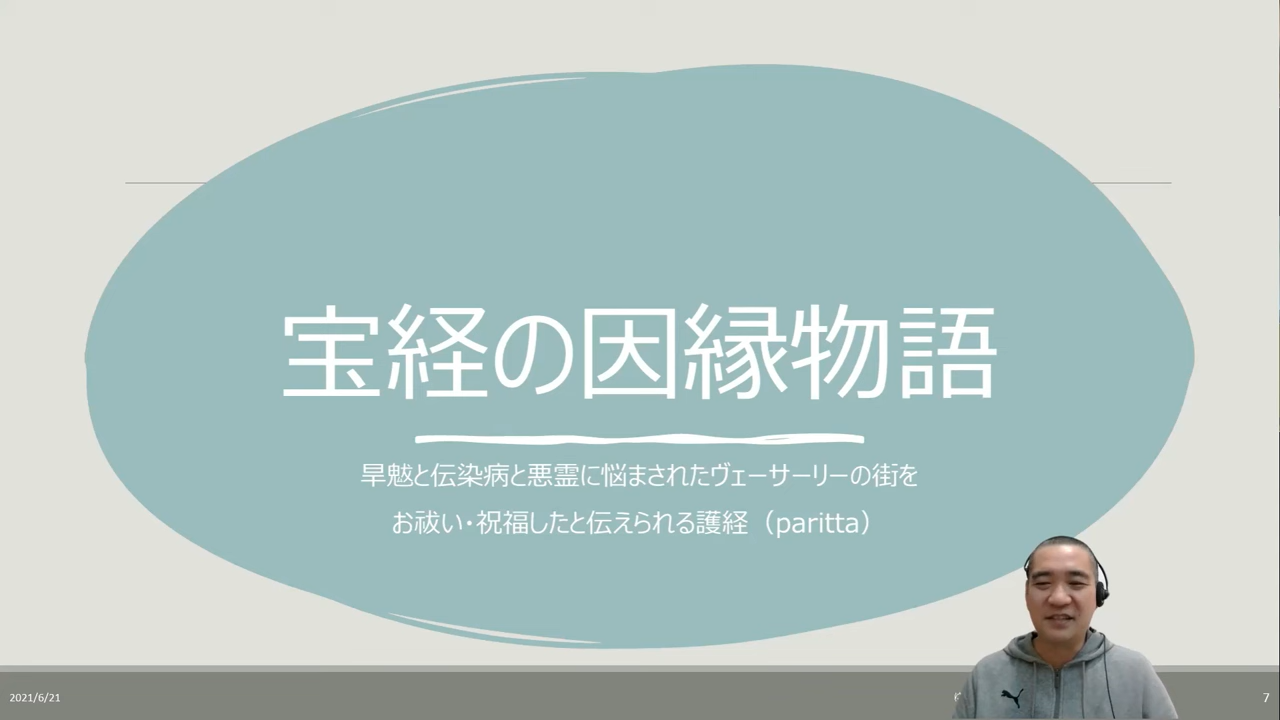 宝経の因縁物語
旱魃と伝染病と悪霊に悩まされたヴェーサーリーの街を
お祓い・祝福したと伝えられる護経（paritta）
2021/6/21
7